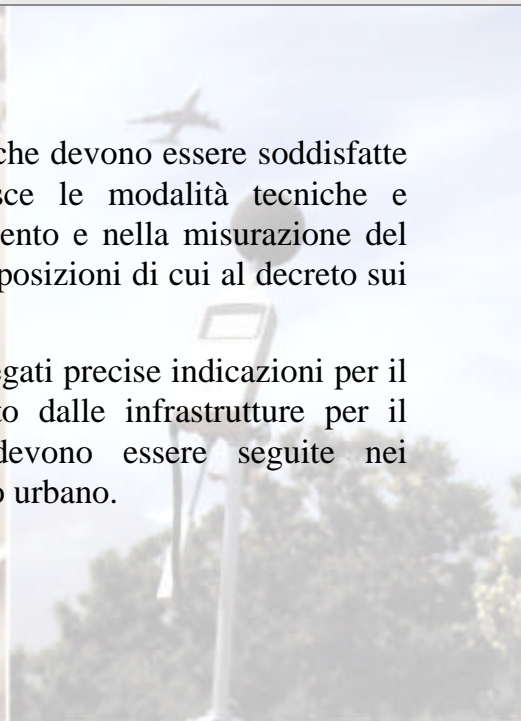 che devono essere soddisfatte
sce le modalità tecniche e
ento e nella misurazione del
posizioni di cui al decreto sui
egati precise indicazioni per il
to dalle infrastrutture per il
devono essere seguite nei
o urbano.